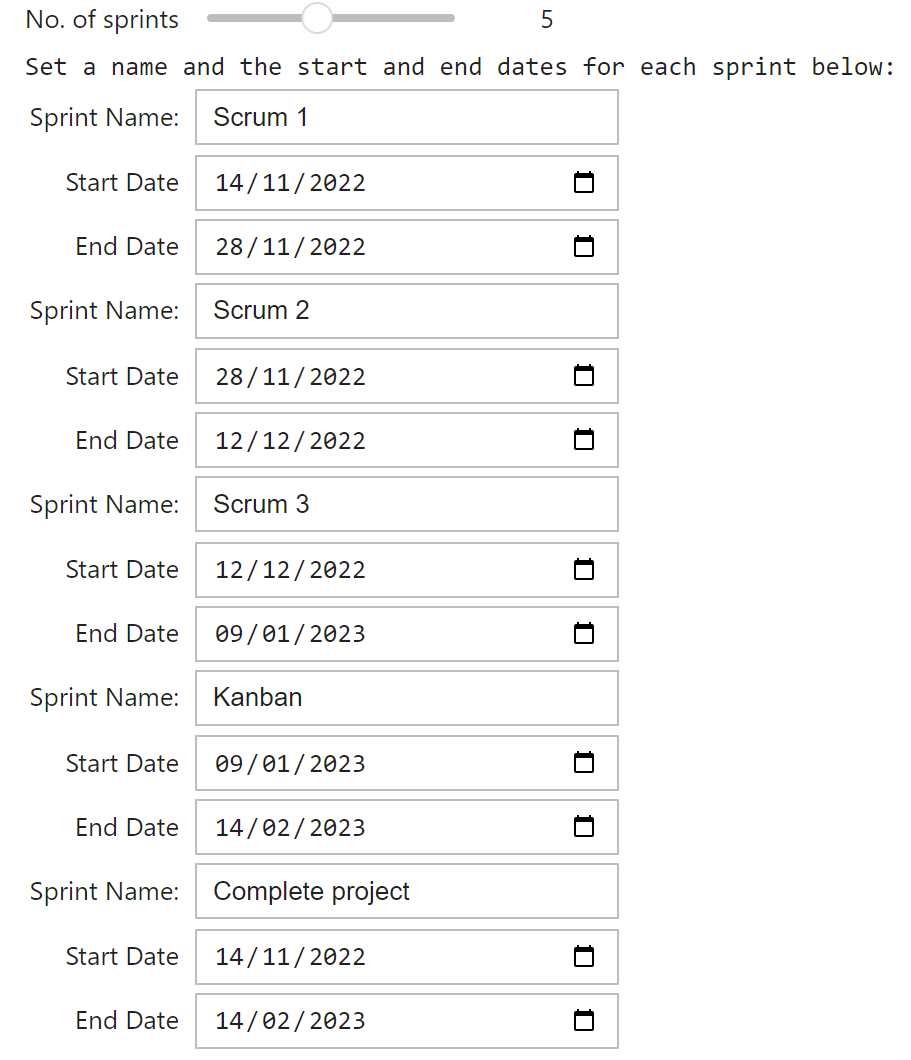 No. of sprints 5
Set a name and the start and end dates for each sprint below:
Sprint Name: Scrum 1
Start Date 14/11/2022
End Date 28/11/2022
Sprint Name: Scrum 2
Start Date 28/11/2022
End Date 12/12/2022
Sprint Name: Scrum 3
Start Date 12/12/2022
End Date 09/01/2023
Sprint Name: Kanban
Start Date 09/01/2023
End Date 14/02/2023
Sprint Name: Complete project
Start Date 14/11/2022
End Date 14/02/2023